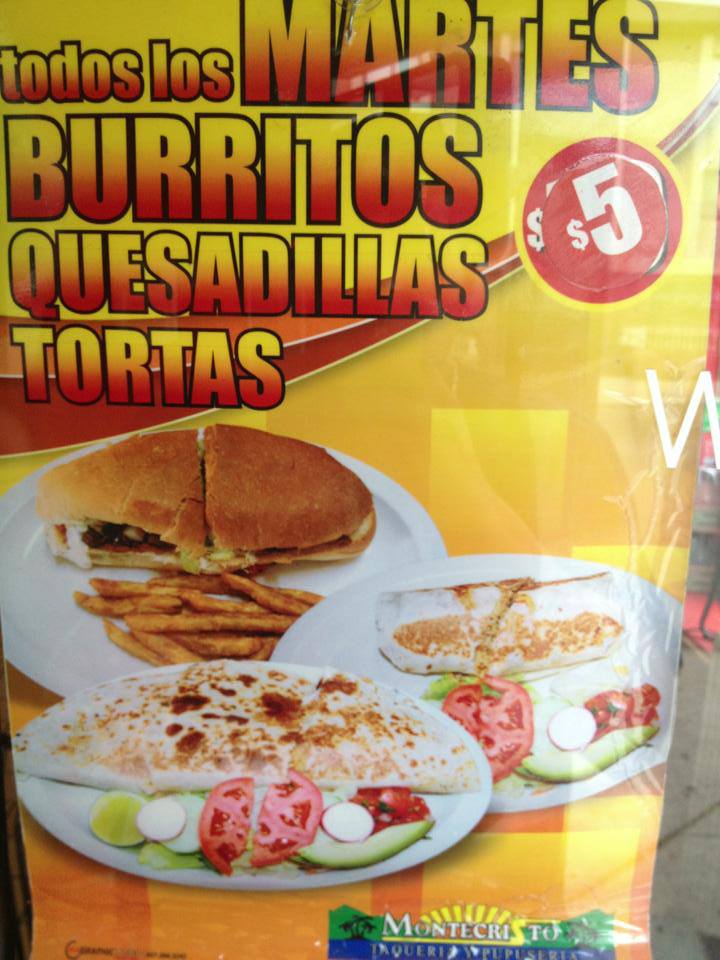 todos los MARTES
BURRITOS
$ $5
QUESADILLAS
TORTAS
W
MONTECRISTO
TAQUERIA Y PUPUSERIA